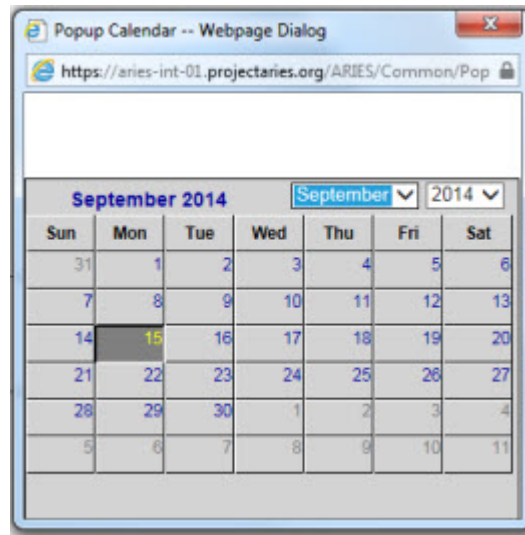 Popup Calendar -- Webpage Dialog
x
https://aries-int-01.projectaries.org/ARIES/Common/Pop
September 2014 September 2014
Sun Mon Tue Wed Thu Fri Sat
31 1 2 3 4 5 6
7 8 9 10 11 12 13
14 15 16 17 18 19 20
21 22 23 24 25 26 27
28 29 30 1 2 3 4
5 6 7 8 9 10 11